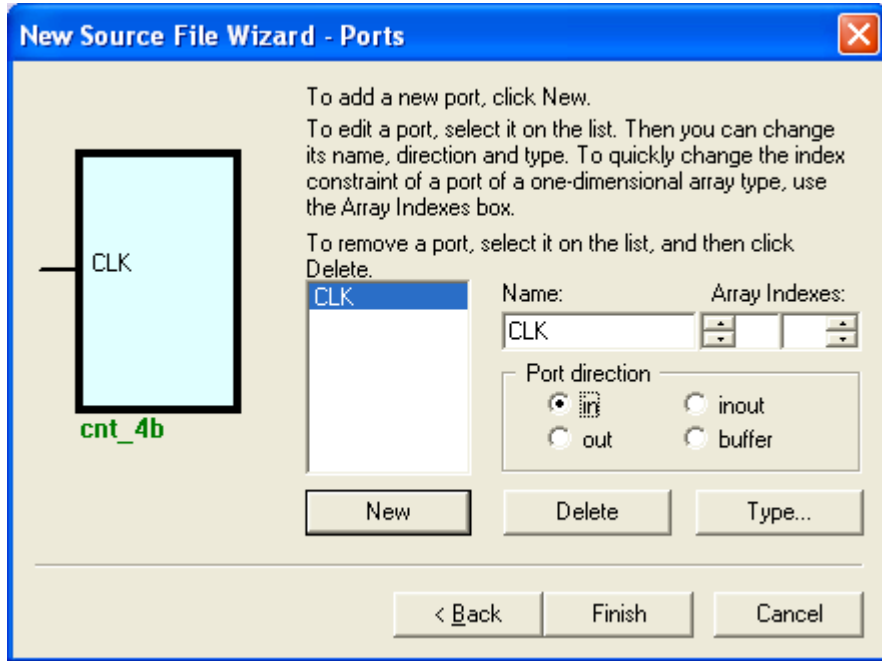 New Source File Wizard - Ports
To add a new port, click New.
To edit a port, select it on the list. Then you can change
its name, direction and type. To quickly change the index
constraint of a port of a one-dimensional array type, use
the Array Indexes box.
To remove a port, select it on the list, and then click
Delete.
CLK
cnt_4b
CLK
Name:
Array Indexes:
CLK
Port direction
in
inout
out
buffer
New
Delete
Type...
< Back
Finish
Cancel